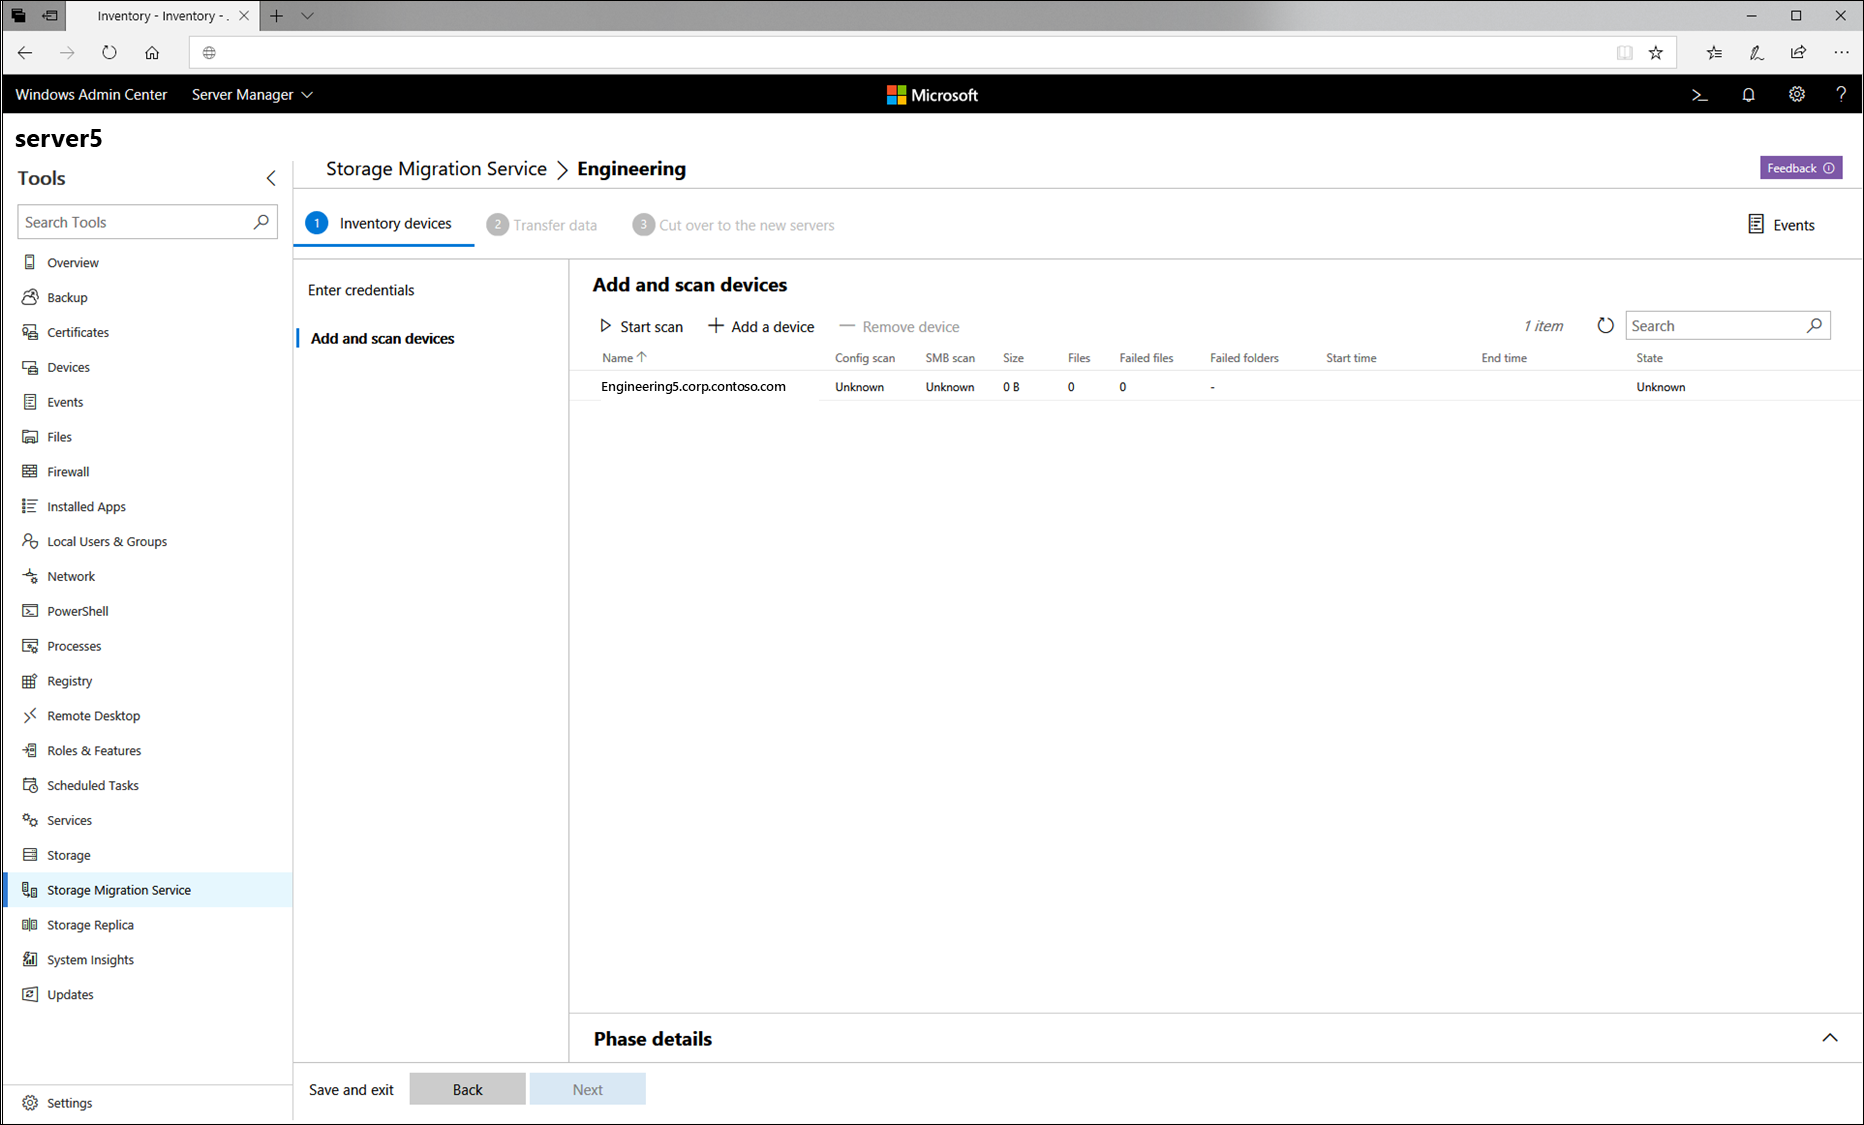 Inventory - Inventory - .
Windows Admin Center Server Manager Microsoft ?
server5
Tools
Search Tools
Overview
Backup
Certificates
Devices
Events
Files
Firewall
Installed Apps
Local Users & Groups
Network
PowerShell
Processes
Registry
Remote Desktop
Roles & Features
Scheduled Tasks
Services
Storage
Storage Migration Service
Storage Replica
System Insights
Updates
Settings
Storage Migration Service > Engineering
Feedback
1 Inventory devices 2 Transfer data 3 Cut over to the new servers
Events
Enter credentials
Add and scan devices
Add and scan devices
Start scan Add a device Remove device 1 item Search
Name Config scan SMB scan Size Files Failed files Failed folders Start time End time State
Engineering5.corp.contoso.com Unknown Unknown 0 B 0 0 - Unknown
Phase details
Save and exit Back Next